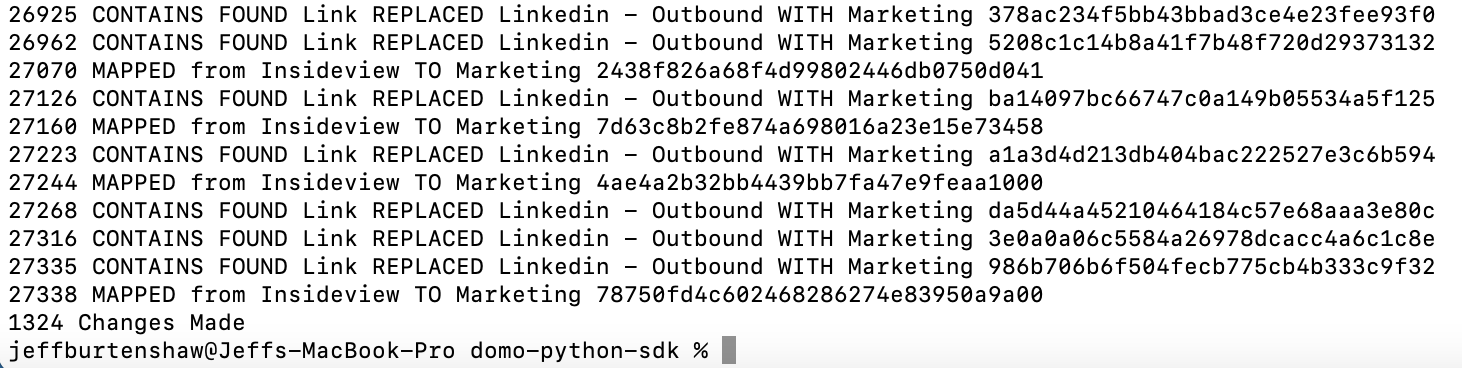 26925 CONTAINS FOUND Link REPLACED Linkedin – Outbound WITH Marketing 378ac234f5bb43bbad3ce4e23fee93f0
26962 CONTAINS FOUND Link REPLACED Linkedin – Outbound WITH Marketing 5208c1c14b8a41f7b48f720d29373132
27070 MAPPED from Insideview TO Marketing 2438f826a68f4d99802446db0750d041
27126 CONTAINS FOUND Link REPLACED Linkedin – Outbound WITH Marketing ba14097bc66747c0a149b05534a5f125
27160 MAPPED from Insideview TO Marketing 7d63c8b2fe874a698016a23e15e73458
27223 CONTAINS FOUND Link REPLACED Linkedin – Outbound WITH Marketing a1a3d4d213db404bac222527e3c6b594
27244 MAPPED from Insideview TO Marketing 4ae4a2b32bb4439bb7fa47e9feaa1000
27268 CONTAINS FOUND Link REPLACED Linkedin – Outbound WITH Marketing da5d44a45210464184c57e68aaa3e80c
27316 CONTAINS FOUND Link REPLACED Linkedin – Outbound WITH Marketing 3e0a0a06c5584a26978dcacc4a6c1c8e
27335 CONTAINS FOUND Link REPLACED Linkedin – Outbound WITH Marketing 986b706b6f504fecb775cb4b333c9f32
27338 MAPPED from Insideview TO Marketing 78750fd4c602468286274e83950a9a00
1324 Changes Made
jeffburtenshaw@Jeffs-MacBook-Pro domo-python-sdk %